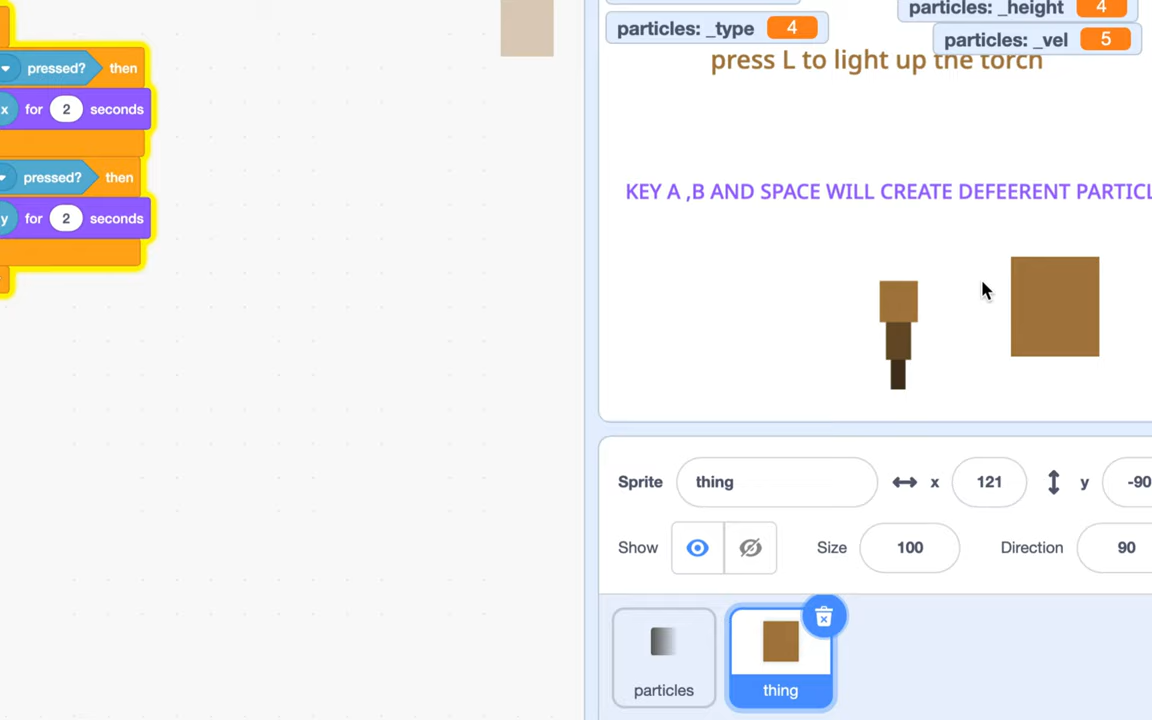 pressed? then
x for 2 seconds
pressed? then
y for 2 seconds
particles: _type 4
particles: _height 4
particles: _vel 5
press L to light up the torch
KEY A ,B AND SPACE WILL CREATE DEFEERENT PARTICL
Sprite thing x 121 y -90
Show Size 100 Direction 90
particles
thing